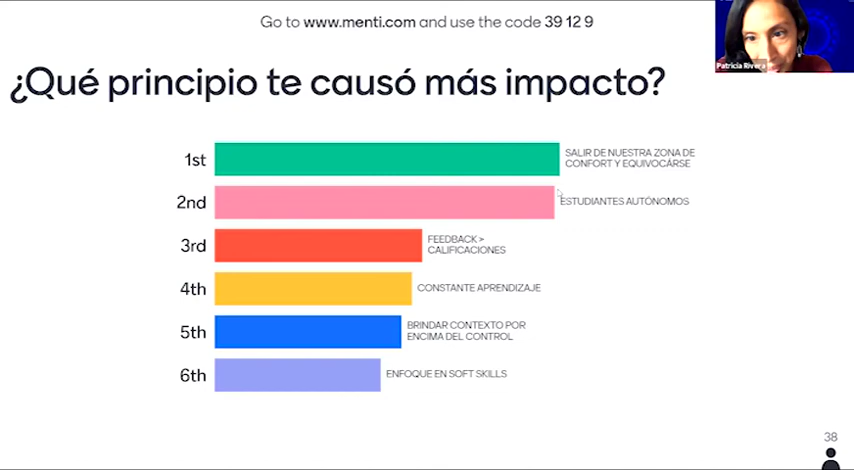 Go to www.menti.com and use the code 39 12 9
Patricia Rivera
¿Qué principio te causó más impacto?
1st
SALIR DE NUESTRA ZONA DE
CONFORT Y EQUIVOCÁRSE
2nd
ESTUDIANTES AUTÓNOMOS
3rd
FEEDBACK >
CALIFICACIONES
4th
CONSTANTE APRENDIZAJE
5th
BRINDAR CONTEXTO POR
ENCIMA DEL CONTROL
6th
ENFOQUE EN SOFT SKILLS
38